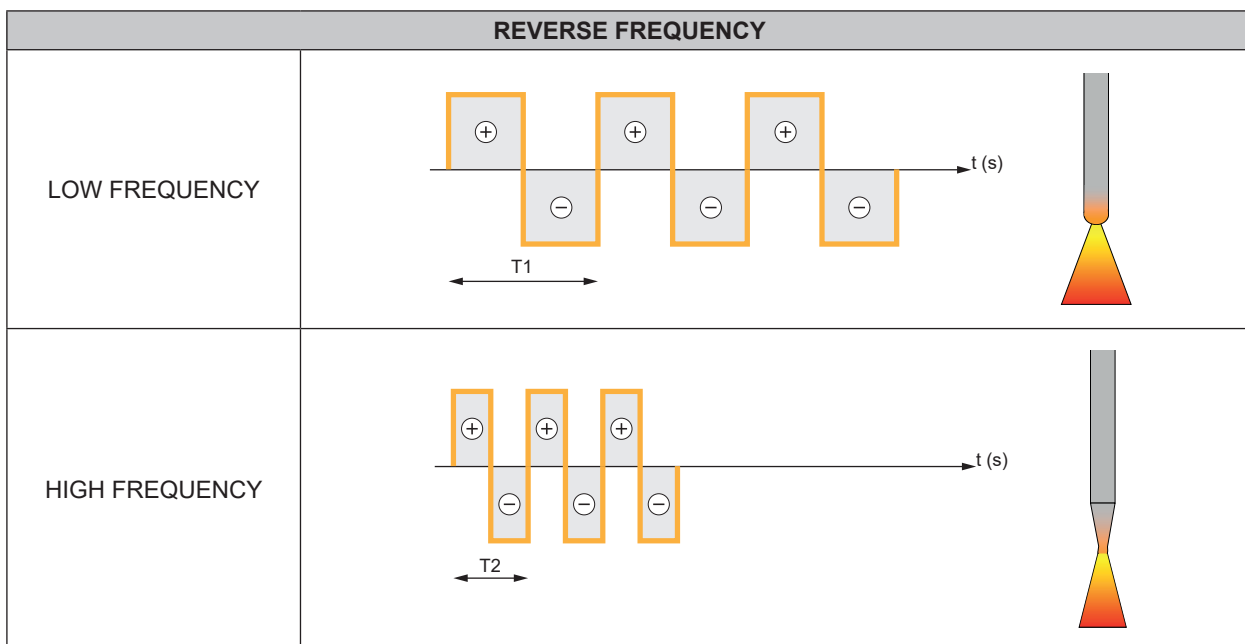 REVERSE FREQUENCY
LOW FREQUENCY
+ + +
t (s)
− − −
T1
HIGH FREQUENCY
+ + +
t (s)
− − −
T2